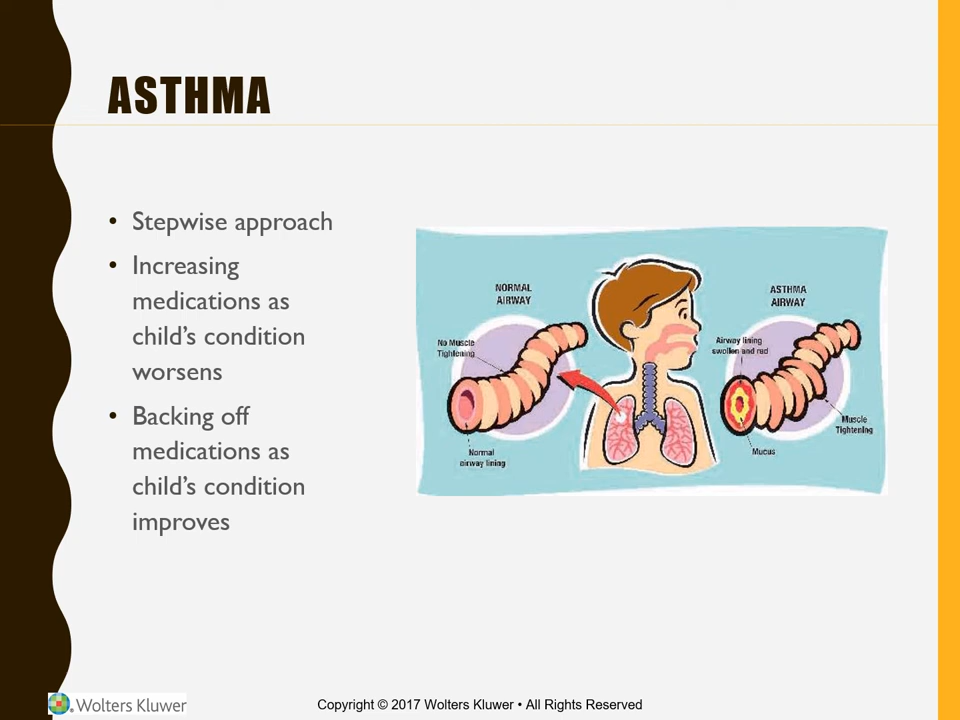 ASTHMA
• Stepwise approach
• Increasing
medications as
child's condition
worsens
• Backing off
medications as
child's condition
improves
NORMAL
AIRWAY
No Muscle
Tightening
Normal
airway lining
ASTHMA
AIRWAY
Airway lining
swollen and red
Muscle
Tightening
Mucus
Wolters Kluwer
Copyright © 2017 Wolters Kluwer • All Rights Reserved